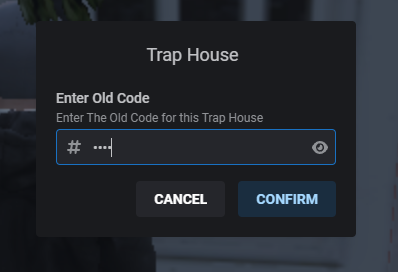 Trap House
Enter Old Code
Enter The Old Code for this Trap House
# ••••
CANCEL CONFIRM